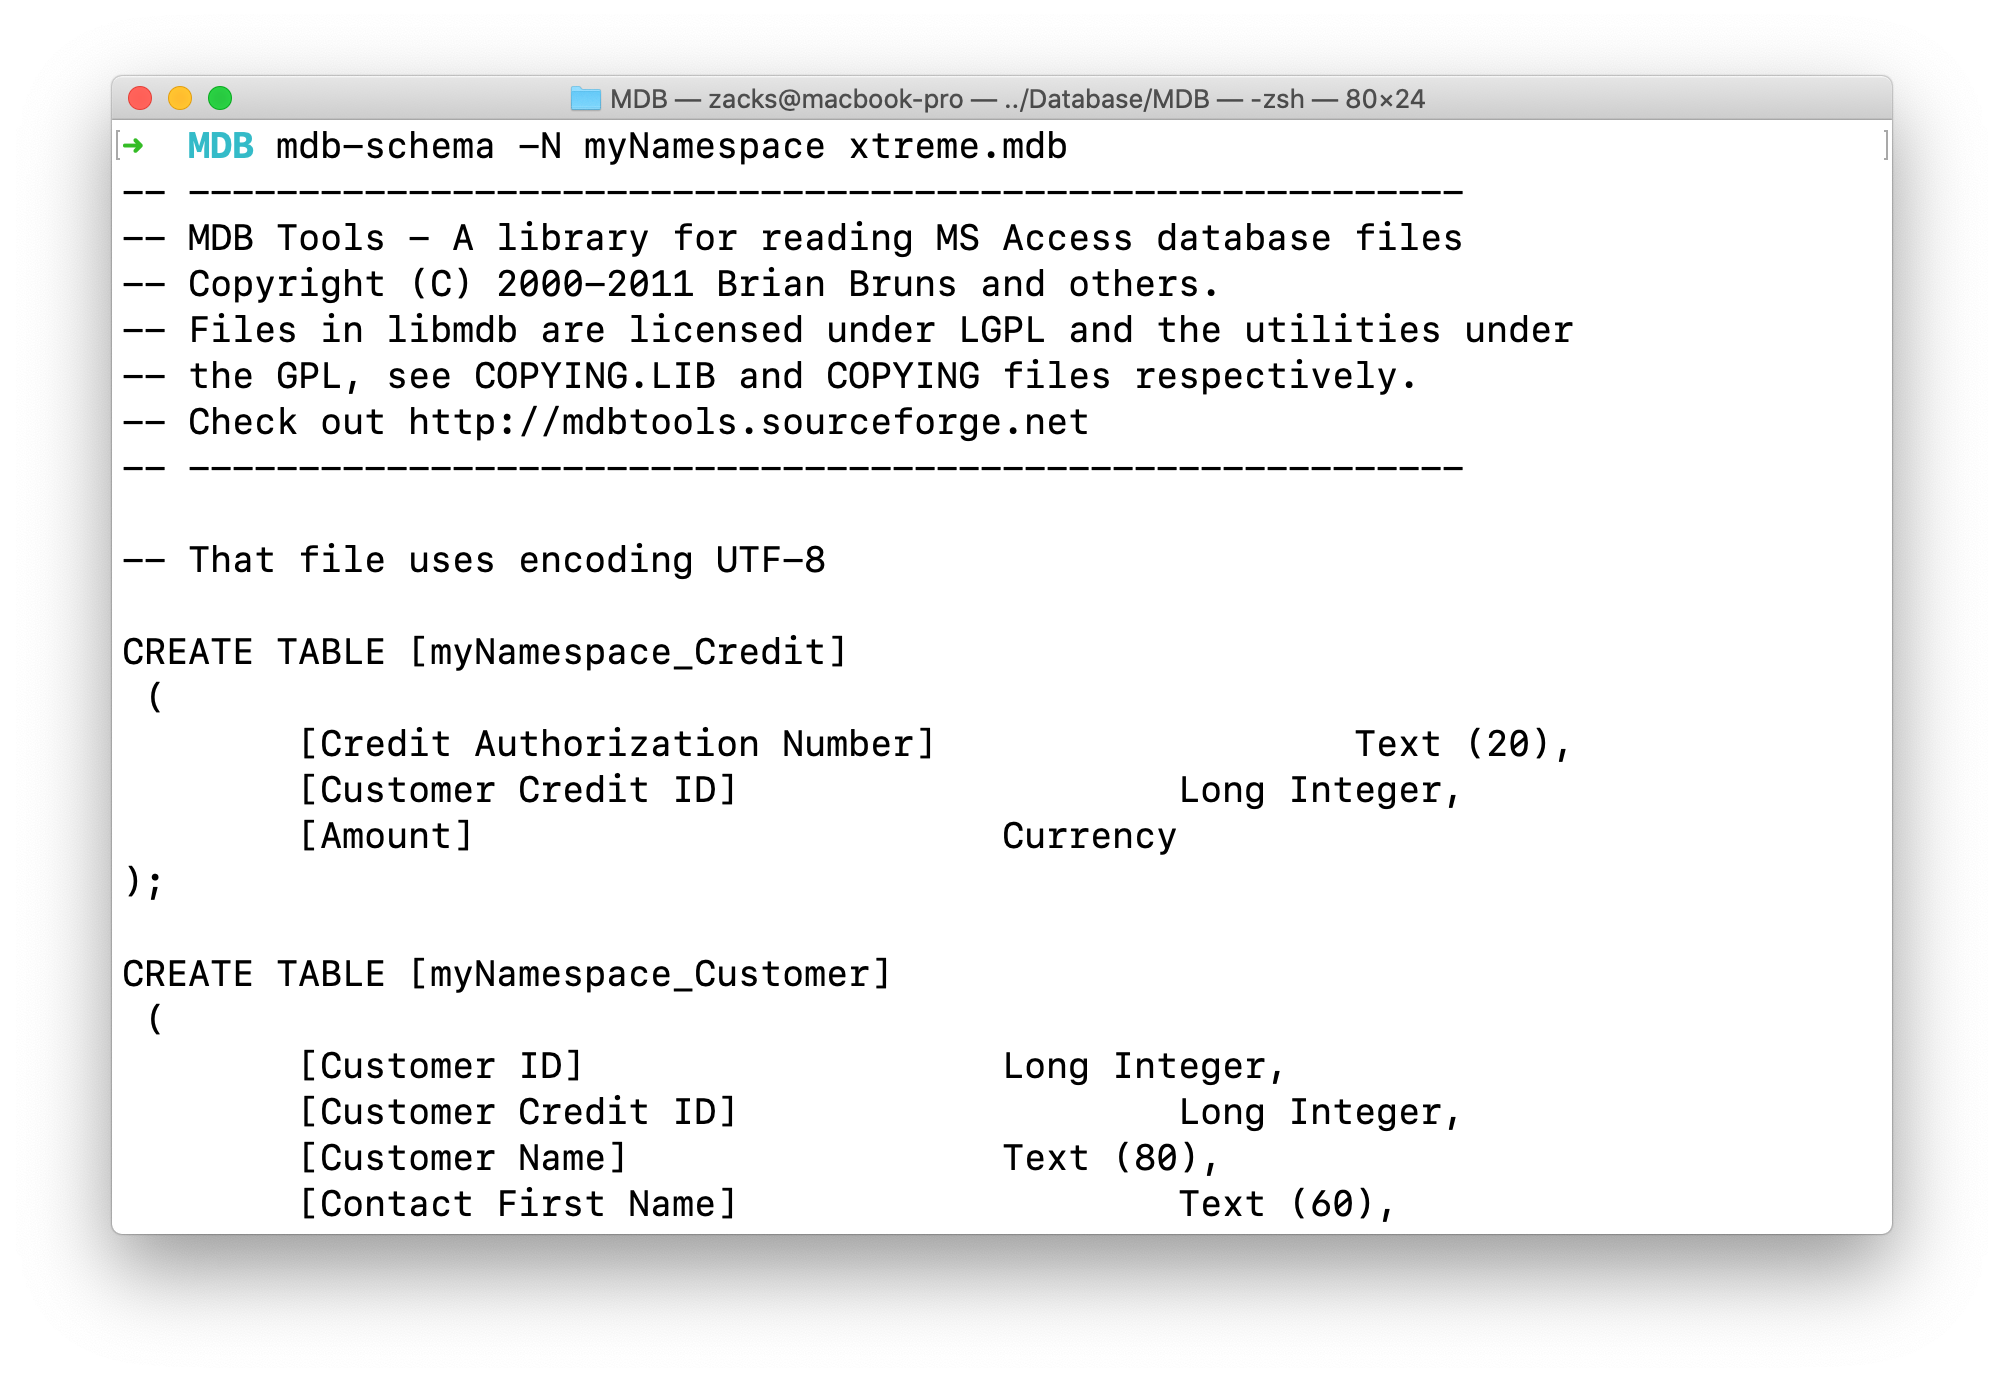 MDB — zacks@macbook-pro — ../Database/MDB — -zsh — 80×24
[➜  MDB mdb-schema -N myNamespace xtreme.mdb ]
-- ----------------------------------------------------------
-- MDB Tools - A library for reading MS Access database files
-- Copyright (C) 2000-2011 Brian Bruns and others.
-- Files in libmdb are licensed under LGPL and the utilities under
-- the GPL, see COPYING.LIB and COPYING files respectively.
-- Check out http://mdbtools.sourceforge.net
-- ----------------------------------------------------------
-- That file uses encoding UTF-8
CREATE TABLE [myNamespace_Credit]
 (
	[Credit Authorization Number]			Text (20),
	[Customer Credit ID]			Long Integer,
	[Amount]			Currency
);
CREATE TABLE [myNamespace_Customer]
 (
	[Customer ID]			Long Integer,
	[Customer Credit ID]			Long Integer,
	[Customer Name]			Text (80),
	[Contact First Name]			Text (60),